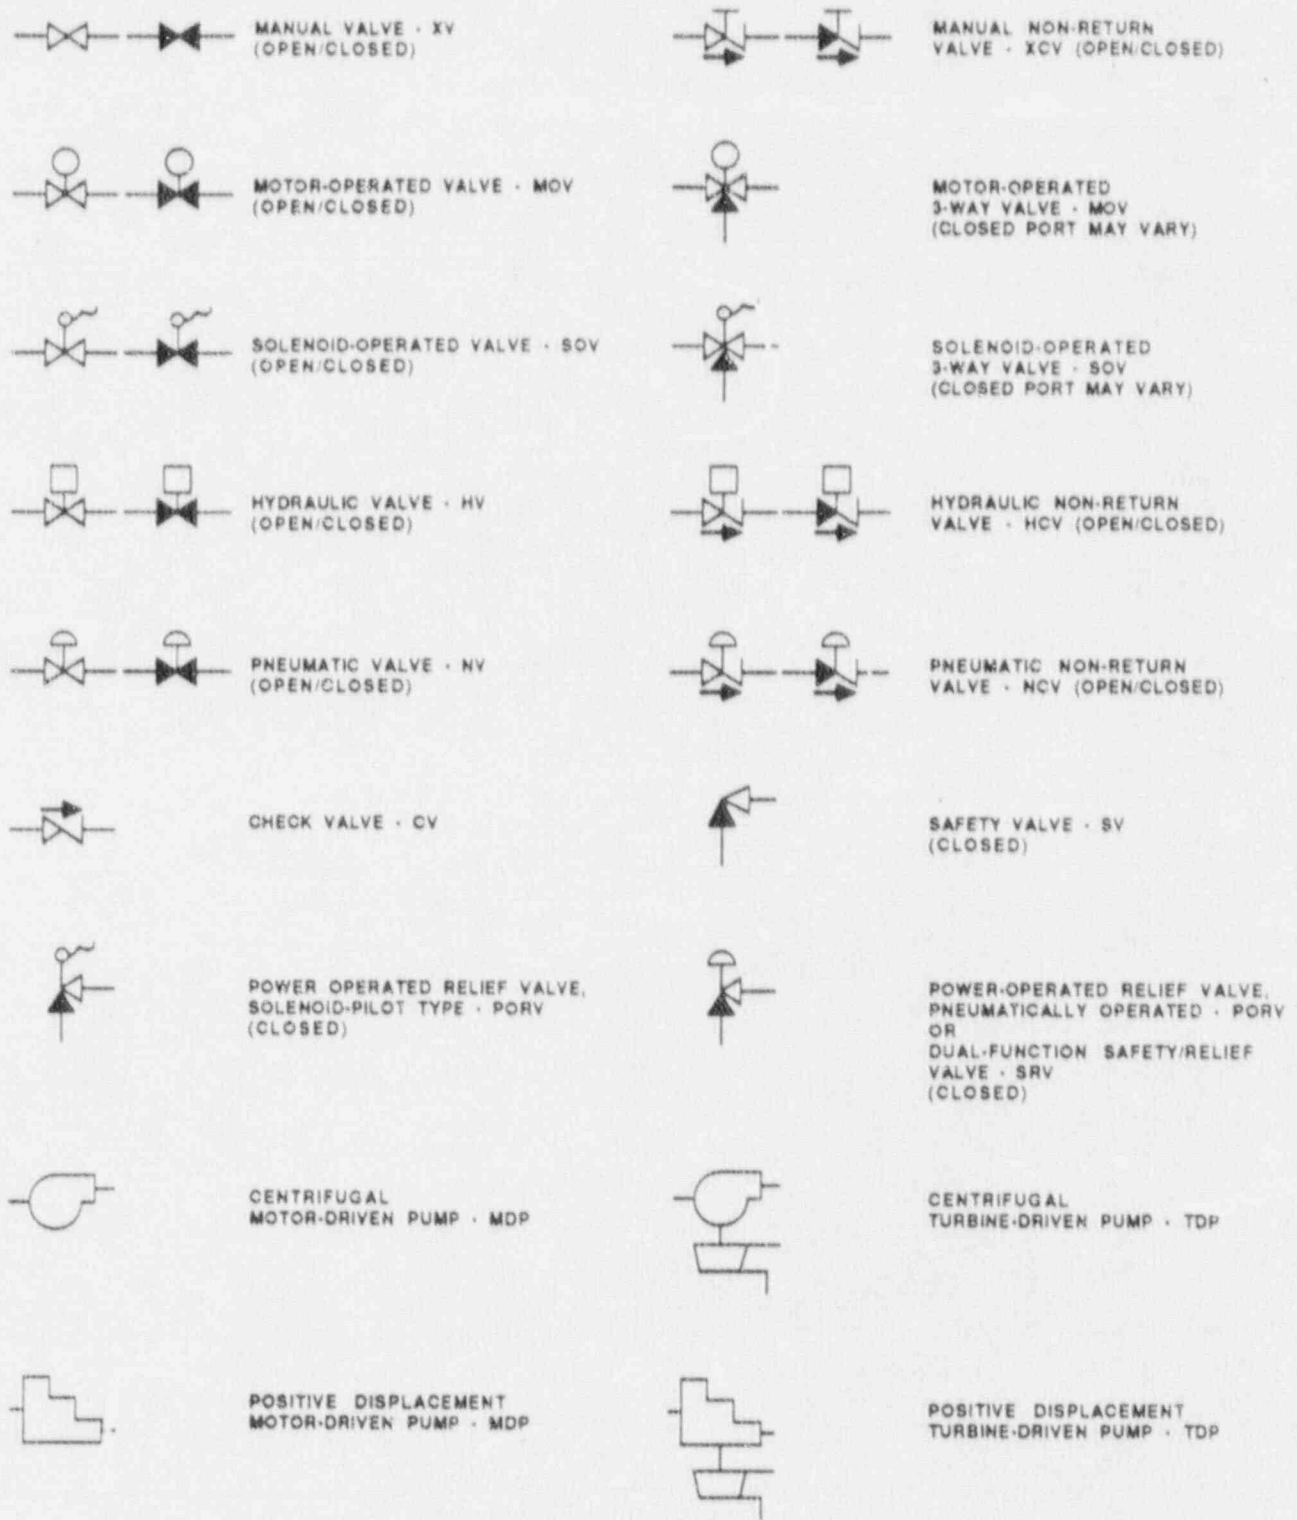 MANUAL VALVE - XV
(OPEN/CLOSED)
MANUAL NON-RETURN
VALVE - XCV (OPEN/CLOSED)
MOTOR-OPERATED VALVE - MOV
(OPEN/CLOSED)
MOTOR-OPERATED
3-WAY VALVE - MOV
(CLOSED PORT MAY VARY)
SOLENOID-OPERATED VALVE - SOV
(OPEN/CLOSED)
SOLENOID-OPERATED
3-WAY VALVE - SOV
(CLOSED PORT MAY VARY)
HYDRAULIC VALVE - HV
(OPEN/CLOSED)
HYDRAULIC NON-RETURN
VALVE - HCV (OPEN/CLOSED)
PNEUMATIC VALVE - NV
(OPEN/CLOSED)
PNEUMATIC NON-RETURN
VALVE - NCV (OPEN/CLOSED)
CHECK VALVE - CV
SAFETY VALVE - SV
(CLOSED)
POWER OPERATED RELIEF VALVE,
SOLENOID-PILOT TYPE - PORV
(CLOSED)
POWER-OPERATED RELIEF VALVE,
PNEUMATICALLY OPERATED - PORV
OR
DUAL-FUNCTION SAFETY/RELIEF
VALVE - SRV
(CLOSED)
CENTRIFUGAL
MOTOR-DRIVEN PUMP - MDP
CENTRIFUGAL
TURBINE-DRIVEN PUMP - TDP
POSITIVE DISPLACEMENT
MOTOR-DRIVEN PUMP - MDP
POSITIVE DISPLACEMENT
TURBINE-DRIVEN PUMP - TDP